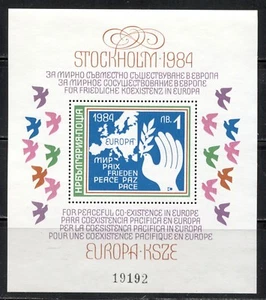 STOCKHOLM·1984
ЗА МИРНО СЪВМЕСТНО СЪЩЕСТВУВАНЕ В ЕВРОПА
ЗА МИРНОЕ СОСУЩЕСТВОВАНИЕ В ЕВРОПЕ
FÜR FRIEDLICHE KOEXISTENZ IN EUROPA
1984
ЛВ. 1
НР БЪЛГАРИЯ ПОЩА
EUROPA
МИР
PAIX
FRIEDEN
PEACE PAZ
PACE
FOR PEACEFUL CO-EXISTENCE IN EUROPE
PARA COEXISTENCIA PACIFICA EN EUROPA
PER LA COESISTENZA PACIFICA IN EUROPA
POUR UNE COEXISTENCE PACIFIQUE EN EUROPE
EUROPA·KSZE
19192